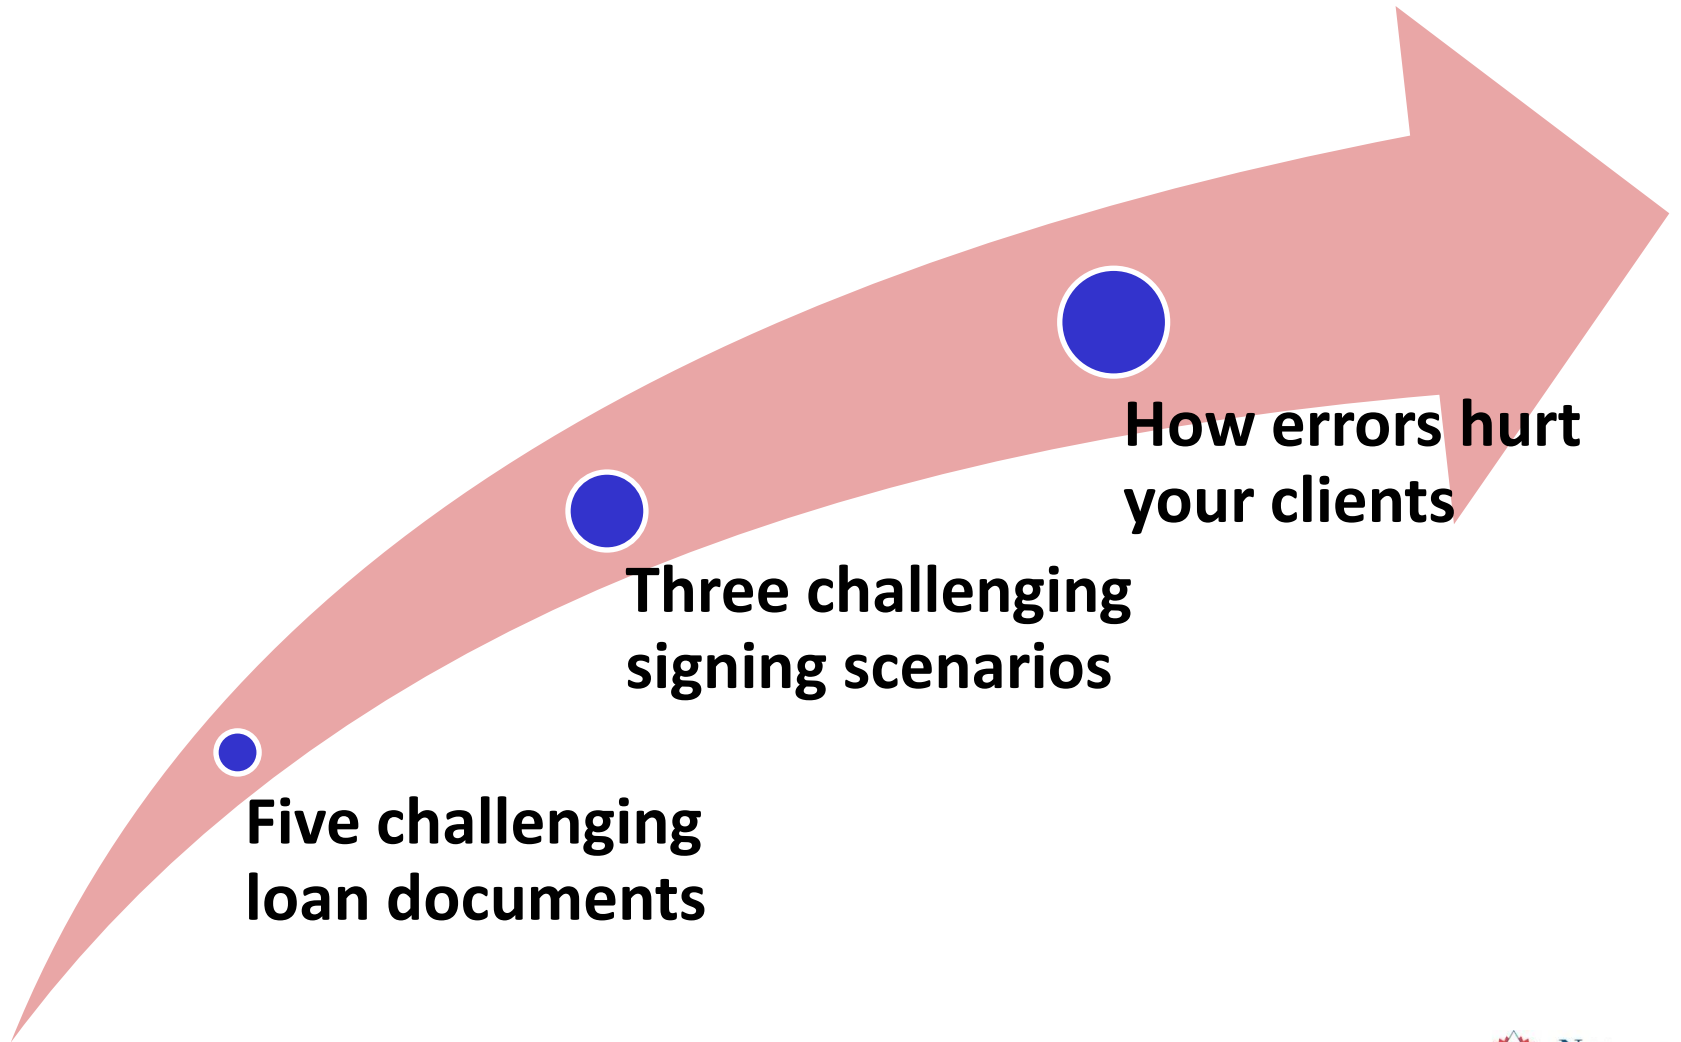 How errors hurt
your clients
Three challenging
signing scenarios
Five challenging
loan documents